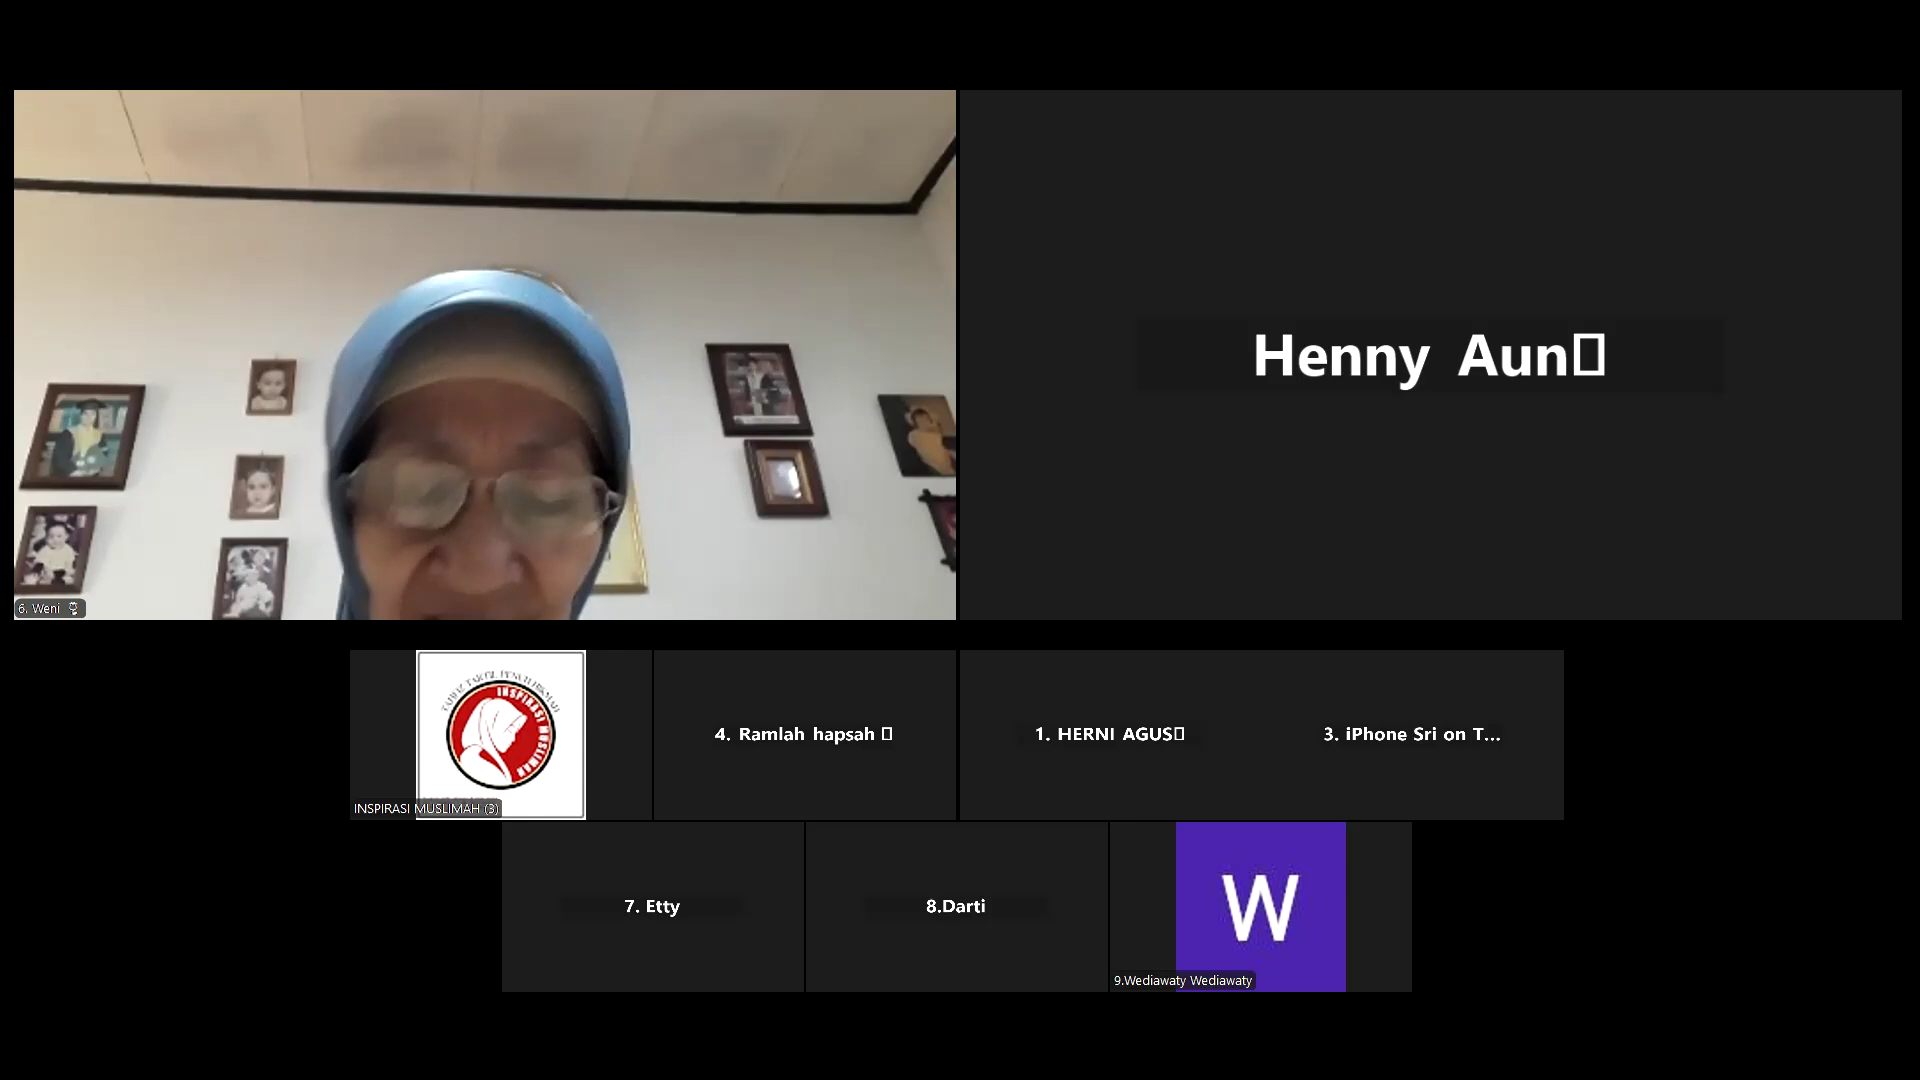 6. Weni
Henny Aun
INSPIRASI MUSLIMAH
INSPIRASI MUSLIMAH (3)
4. Ramlah hapsah
1. HERNI AGUS
3. iPhone Sri on T...
7. Etty
8.Darti
W
9.Wediawaty Wediawaty